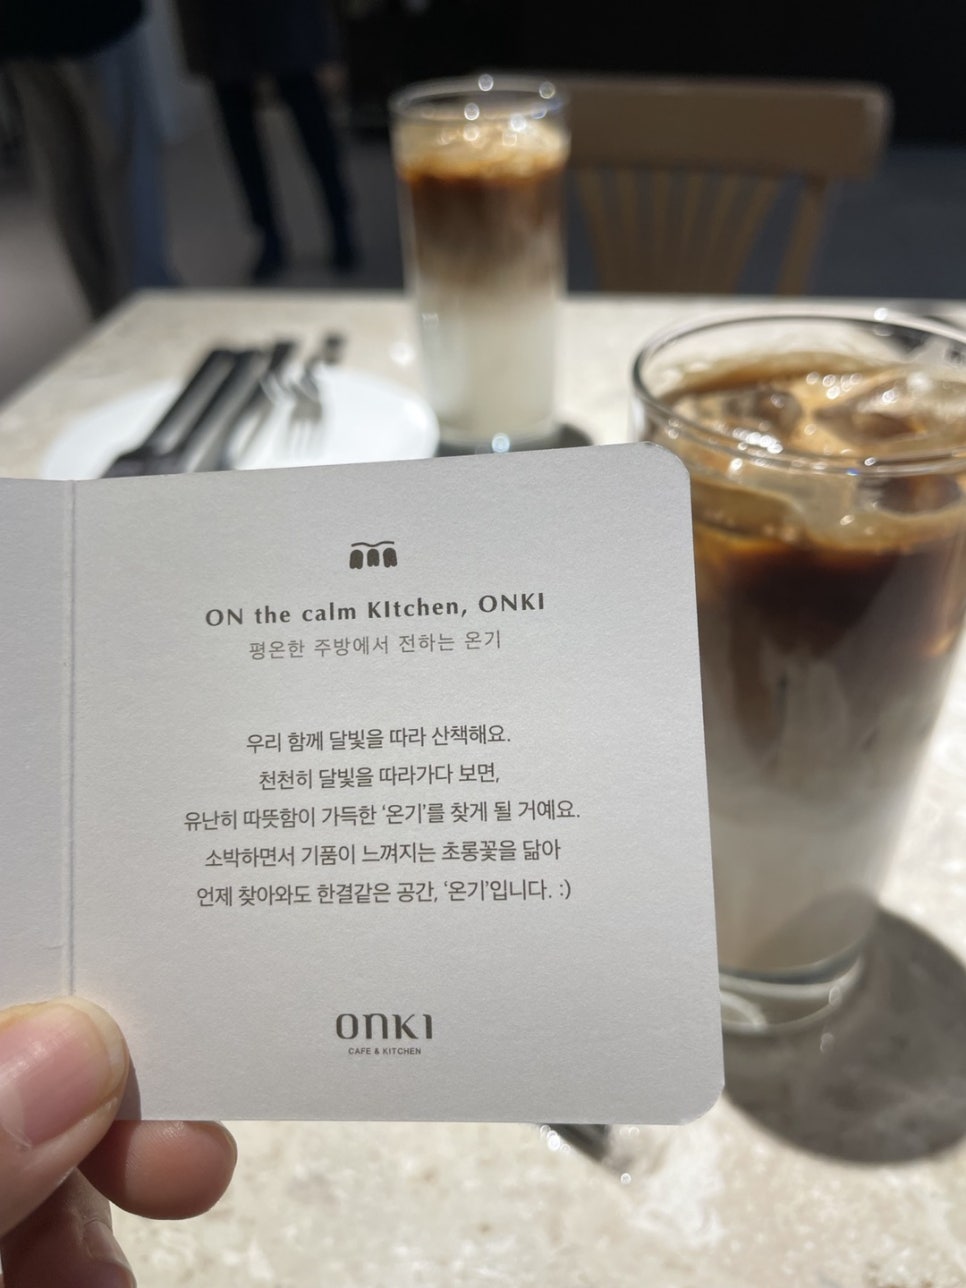 ON the calm KItchen, ONKI
평온한 주방에서 전하는 온기
우리 함께 달빛을 따라 산책해요.
천천히 달빛을 따라가다 보면,
유난히 따뜻함이 가득한 '온기'를 찾게 될 거예요.
소박하면서 기품이 느껴지는 초롱꽃을 닮아
언제 찾아와도 한결같은 공간, '온기'입니다. :)
ONKI
CAFE & KITCHEN